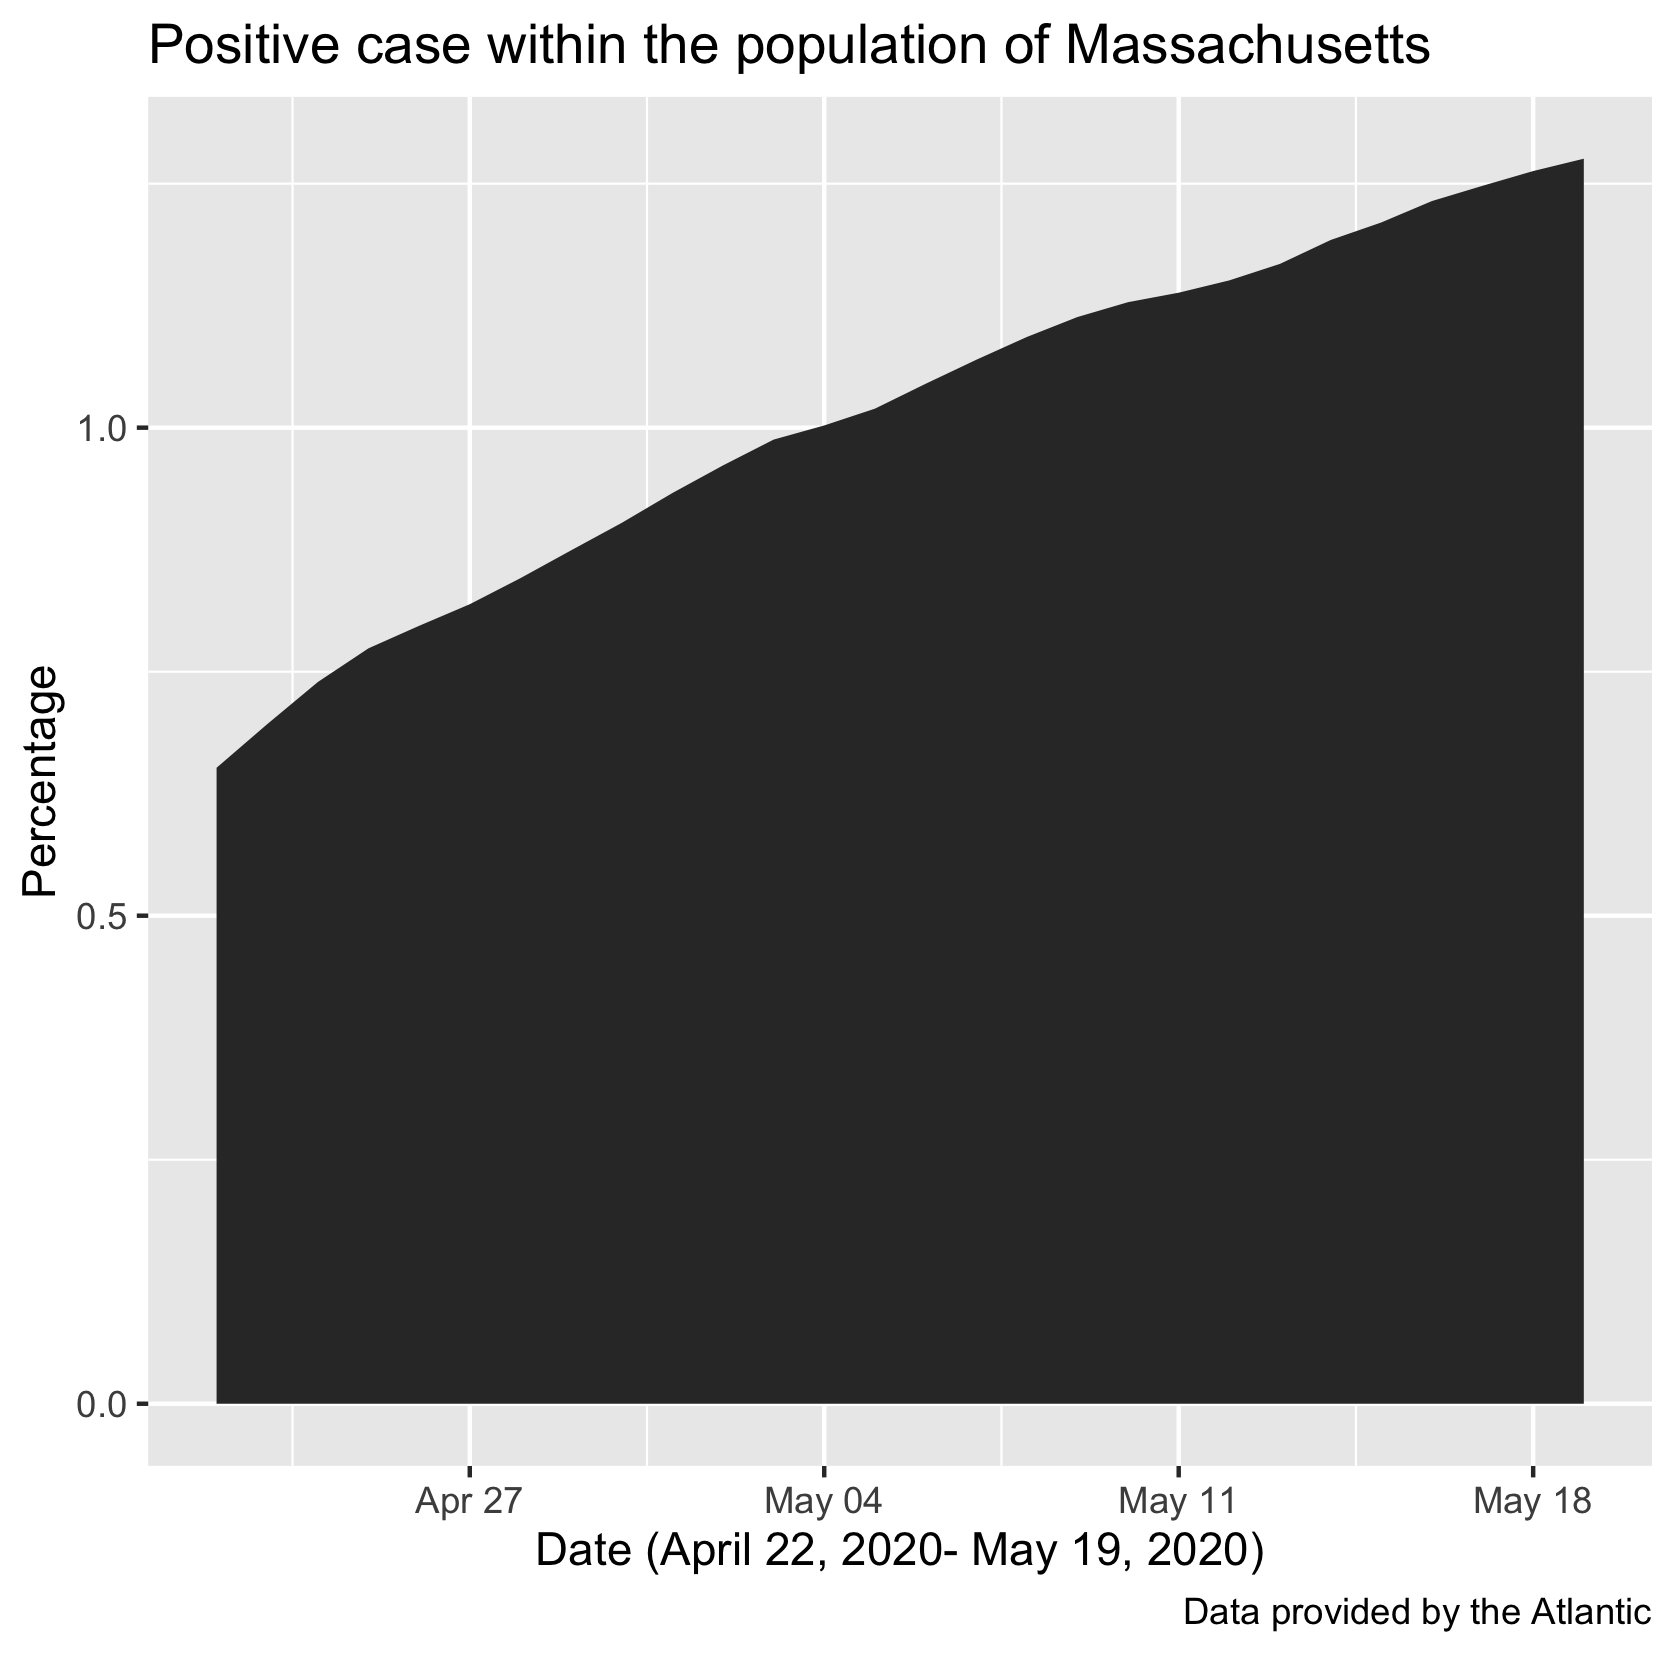 Positive case within the population of Massachusetts
Percentage
1.0
0.5
0.0
Apr 27
May 04
May 11
May 18
Date (April 22, 2020- May 19, 2020)
Data provided by the Atlantic